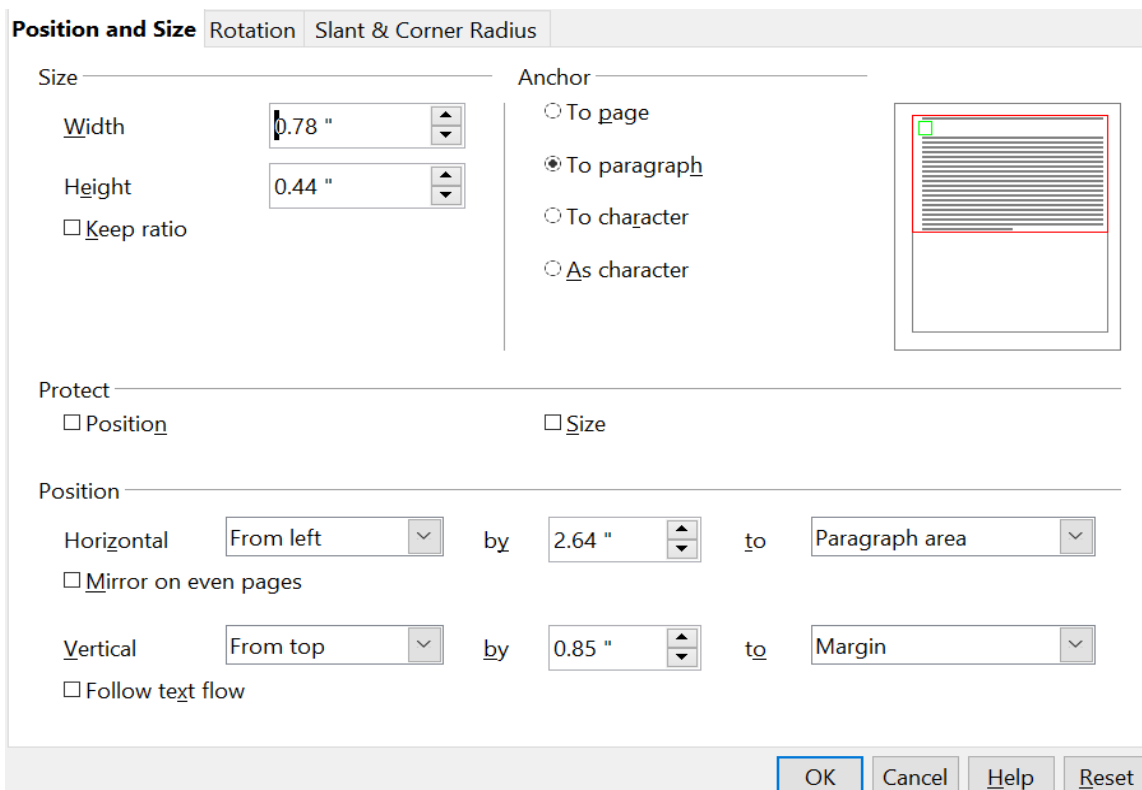 Position and Size Rotation Slant & Corner Radius
Size Anchor
Width 0.78 "
Height 0.44 "
Keep ratio
To page
To paragraph
To character
As character
Protect
Position Size
Position
Horizontal From left by 2.64 " to Paragraph area
Mirror on even pages
Vertical From top by 0.85 " to Margin
Follow text flow
OK Cancel Help Reset